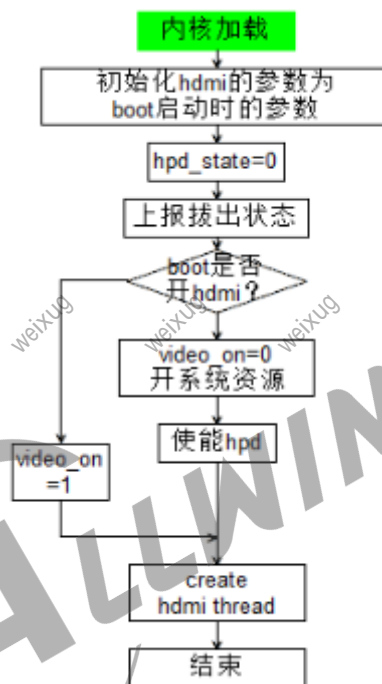 内核加载
初始化hdmi的参数为
boot启动时的参数
hpd_state=0
上报拔出状态
boot是否
开hdmi？
weixug
weixug
weixug
video_on=0
开系统资源
使能hpd
video_on
=1
ALLWIN
create
hdmi thread
结束